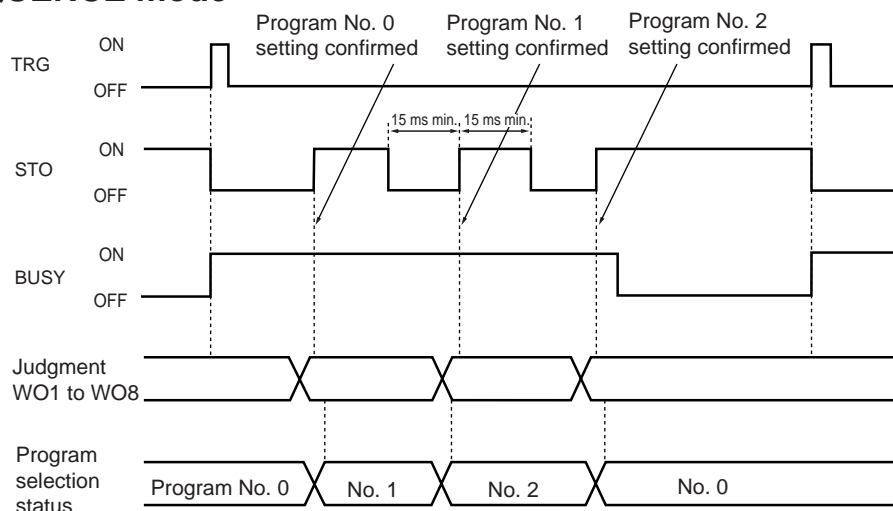 Program No. 0
setting confirmed
Program No. 1
setting confirmed
Program No. 2
setting confirmed
TRG
ON
OFF
15 ms min.
15 ms min.
STO
ON
OFF
BUSY
ON
OFF
Judgment
WO1 to WO8
Program
selection
status
Program No. 0
No. 1
No. 2
No. 0